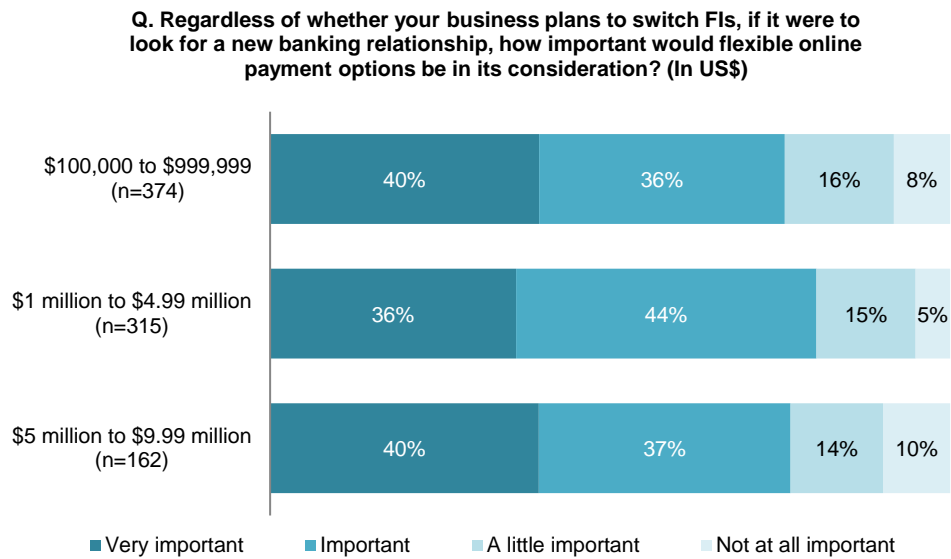 Q. Regardless of whether your business plans to switch FIs, if it were to
look for a new banking relationship, how important would flexible online
payment options be in its consideration? (In US$)
$100,000 to $999,999
(n=374)
40% 36% 16% 8%
$1 million to $4.99 million
(n=315)
36% 44% 15% 5%
$5 million to $9.99 million
(n=162)
40% 37% 14% 10%
Very important Important A little important Not at all important